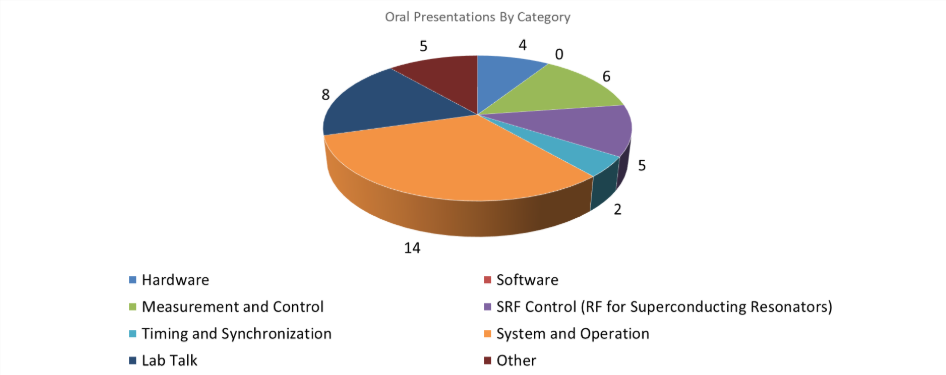 Oral Presentations By Category
5
4
0
6
8
5
2
14
Hardware
Software
Measurement and Control
SRF Control (RF for Superconducting Resonators)
Timing and Synchronization
System and Operation
Lab Talk
Other